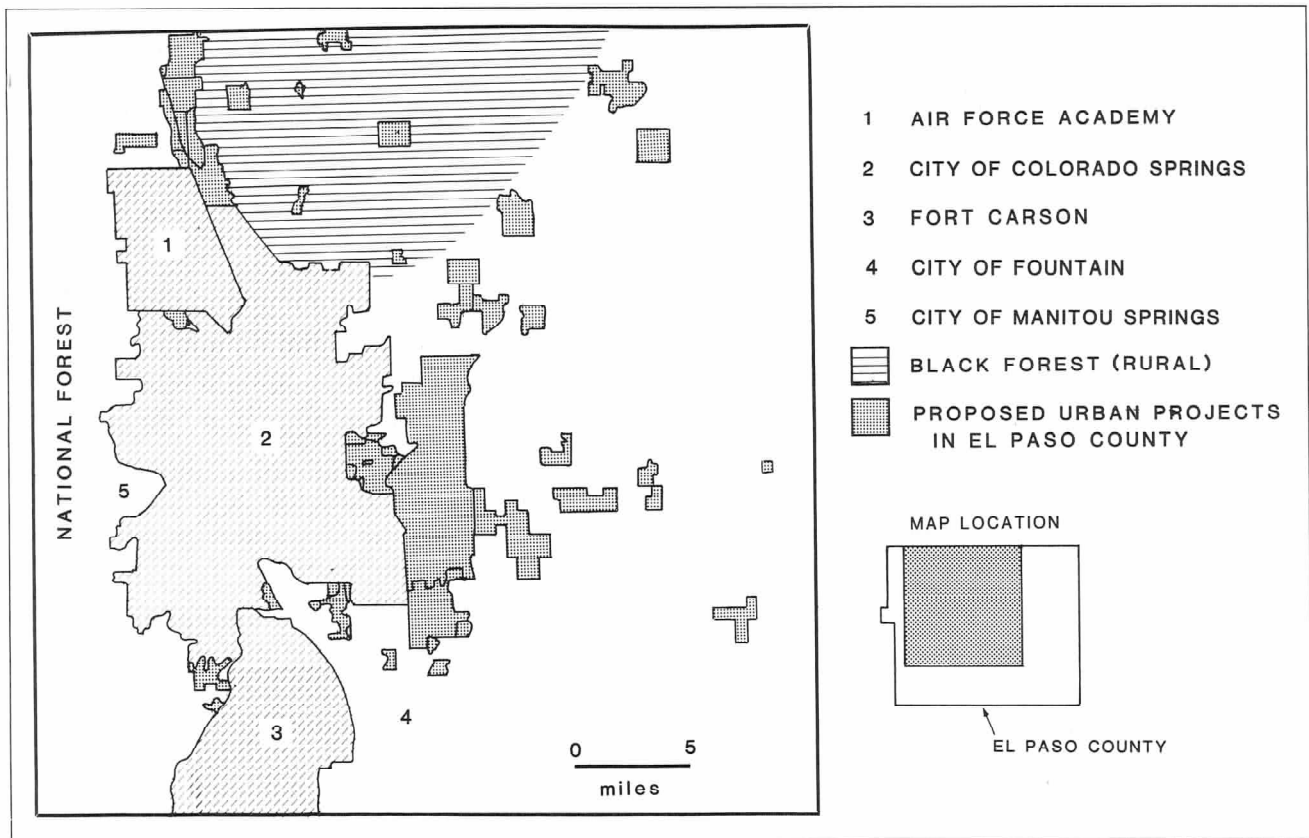 NATIONAL FOREST
1
2
3
4
5
0 5
miles
1 AIR FORCE ACADEMY
2 CITY OF COLORADO SPRINGS
3 FORT CARSON
4 CITY OF FOUNTAIN
5 CITY OF MANITOU SPRINGS
BLACK FOREST (RURAL)
PROPOSED URBAN PROJECTS
IN EL PASO COUNTY
MAP LOCATION
EL PASO COUNTY